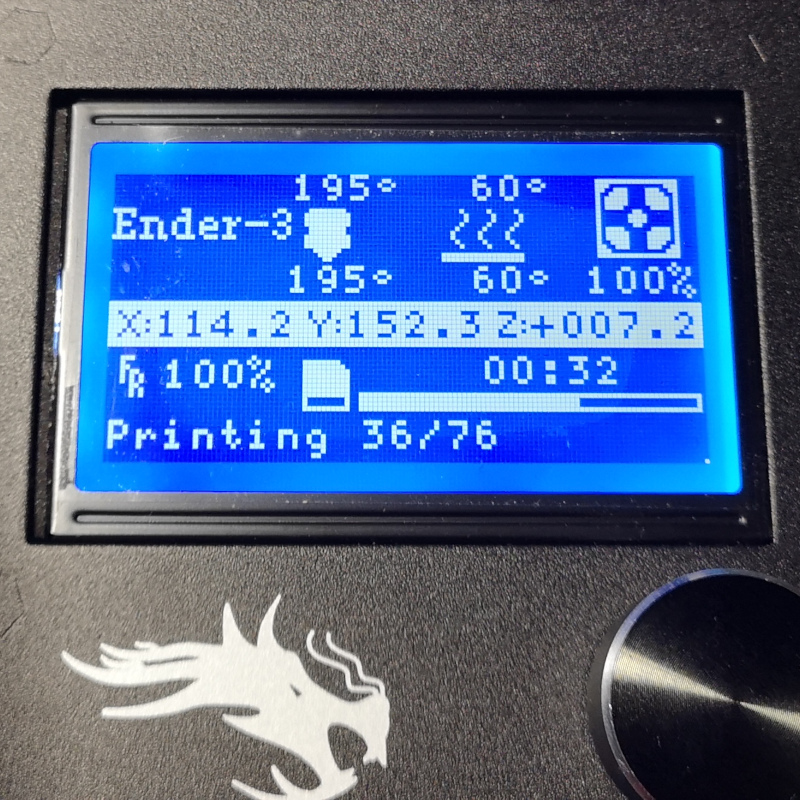 195° 60°
Ender-3
195° 60° 100%
X:114.2 Y:152.3 Z:+007.2
FR 100% 00:32
Printing 36/76